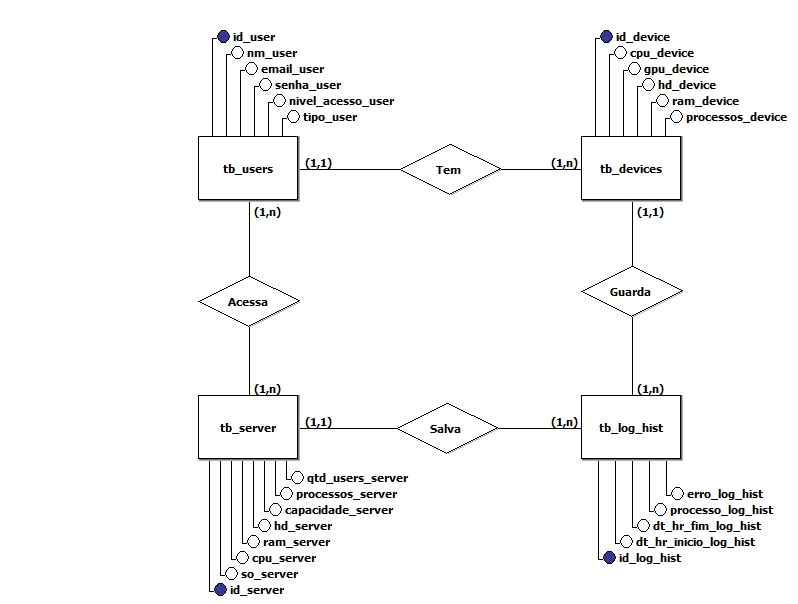 id_user
nm_user
email_user
senha_user
nivel_acesso_user
tipo_user
id_device
cpu_device
gpu_device
hd_device
ram_device
processos_device
tb_users
(1,1)
Tem
(1,n)
tb_devices
(1,n)
(1,1)
Acessa
Guarda
(1,n)
(1,n)
tb_server
(1,1)
Salva
(1,n)
tb_log_hist
qtd_users_server
processos_server
capacidade_server
hd_server
ram_server
cpu_server
so_server
id_server
erro_log_hist
processo_log_hist
dt_hr_fim_log_hist
dt_hr_inicio_log_hist
id_log_hist